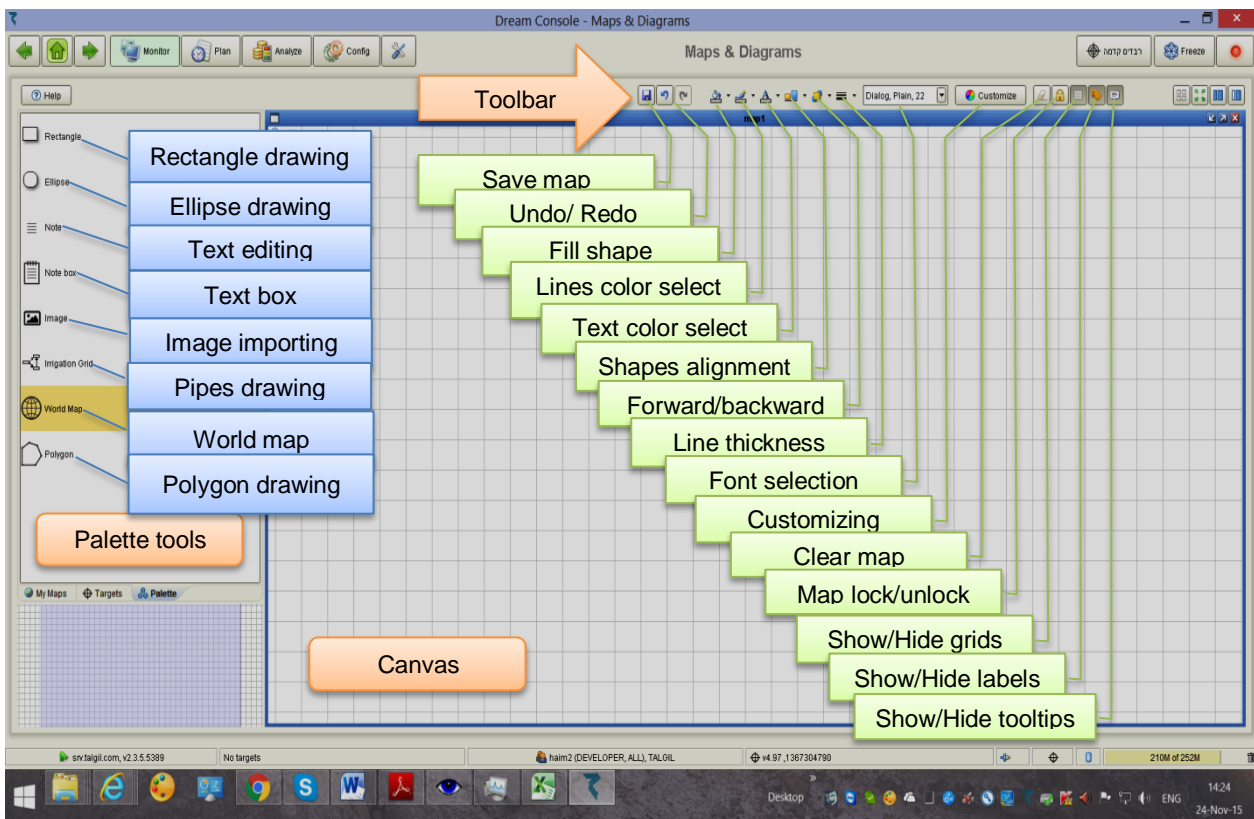 Dream Console - Maps & Diagrams
Monitor
Plan
Analyze
Config
Maps & Diagrams
רבדים קדמה
Freeze
Help
Toolbar
Dialog, Plain, 22
Customize
map1
Rectangle
Ellipse
Note
Note box
Image
Irrigation Grid
World Map
Polygon
Rectangle drawing
Ellipse drawing
Text editing
Text box
Image importing
Pipes drawing
World map
Polygon drawing
Palette tools
Save map
Undo/ Redo
Fill shape
Lines color select
Text color select
Shapes alignment
Forward/backward
Line thickness
Font selection
Customizing
Clear map
Map lock/unlock
Show/Hide grids
Show/Hide labels
Show/Hide tooltips
My Maps
Targets
Palette
Canvas
srv.talgil.com, v2.3.5.5389
No targets
haim2 (DEVELOPER, ALL), TALGIL
v4.97 ,1367304790
210M of 252M
Desktop
ENG
14:24
24-Nov-15